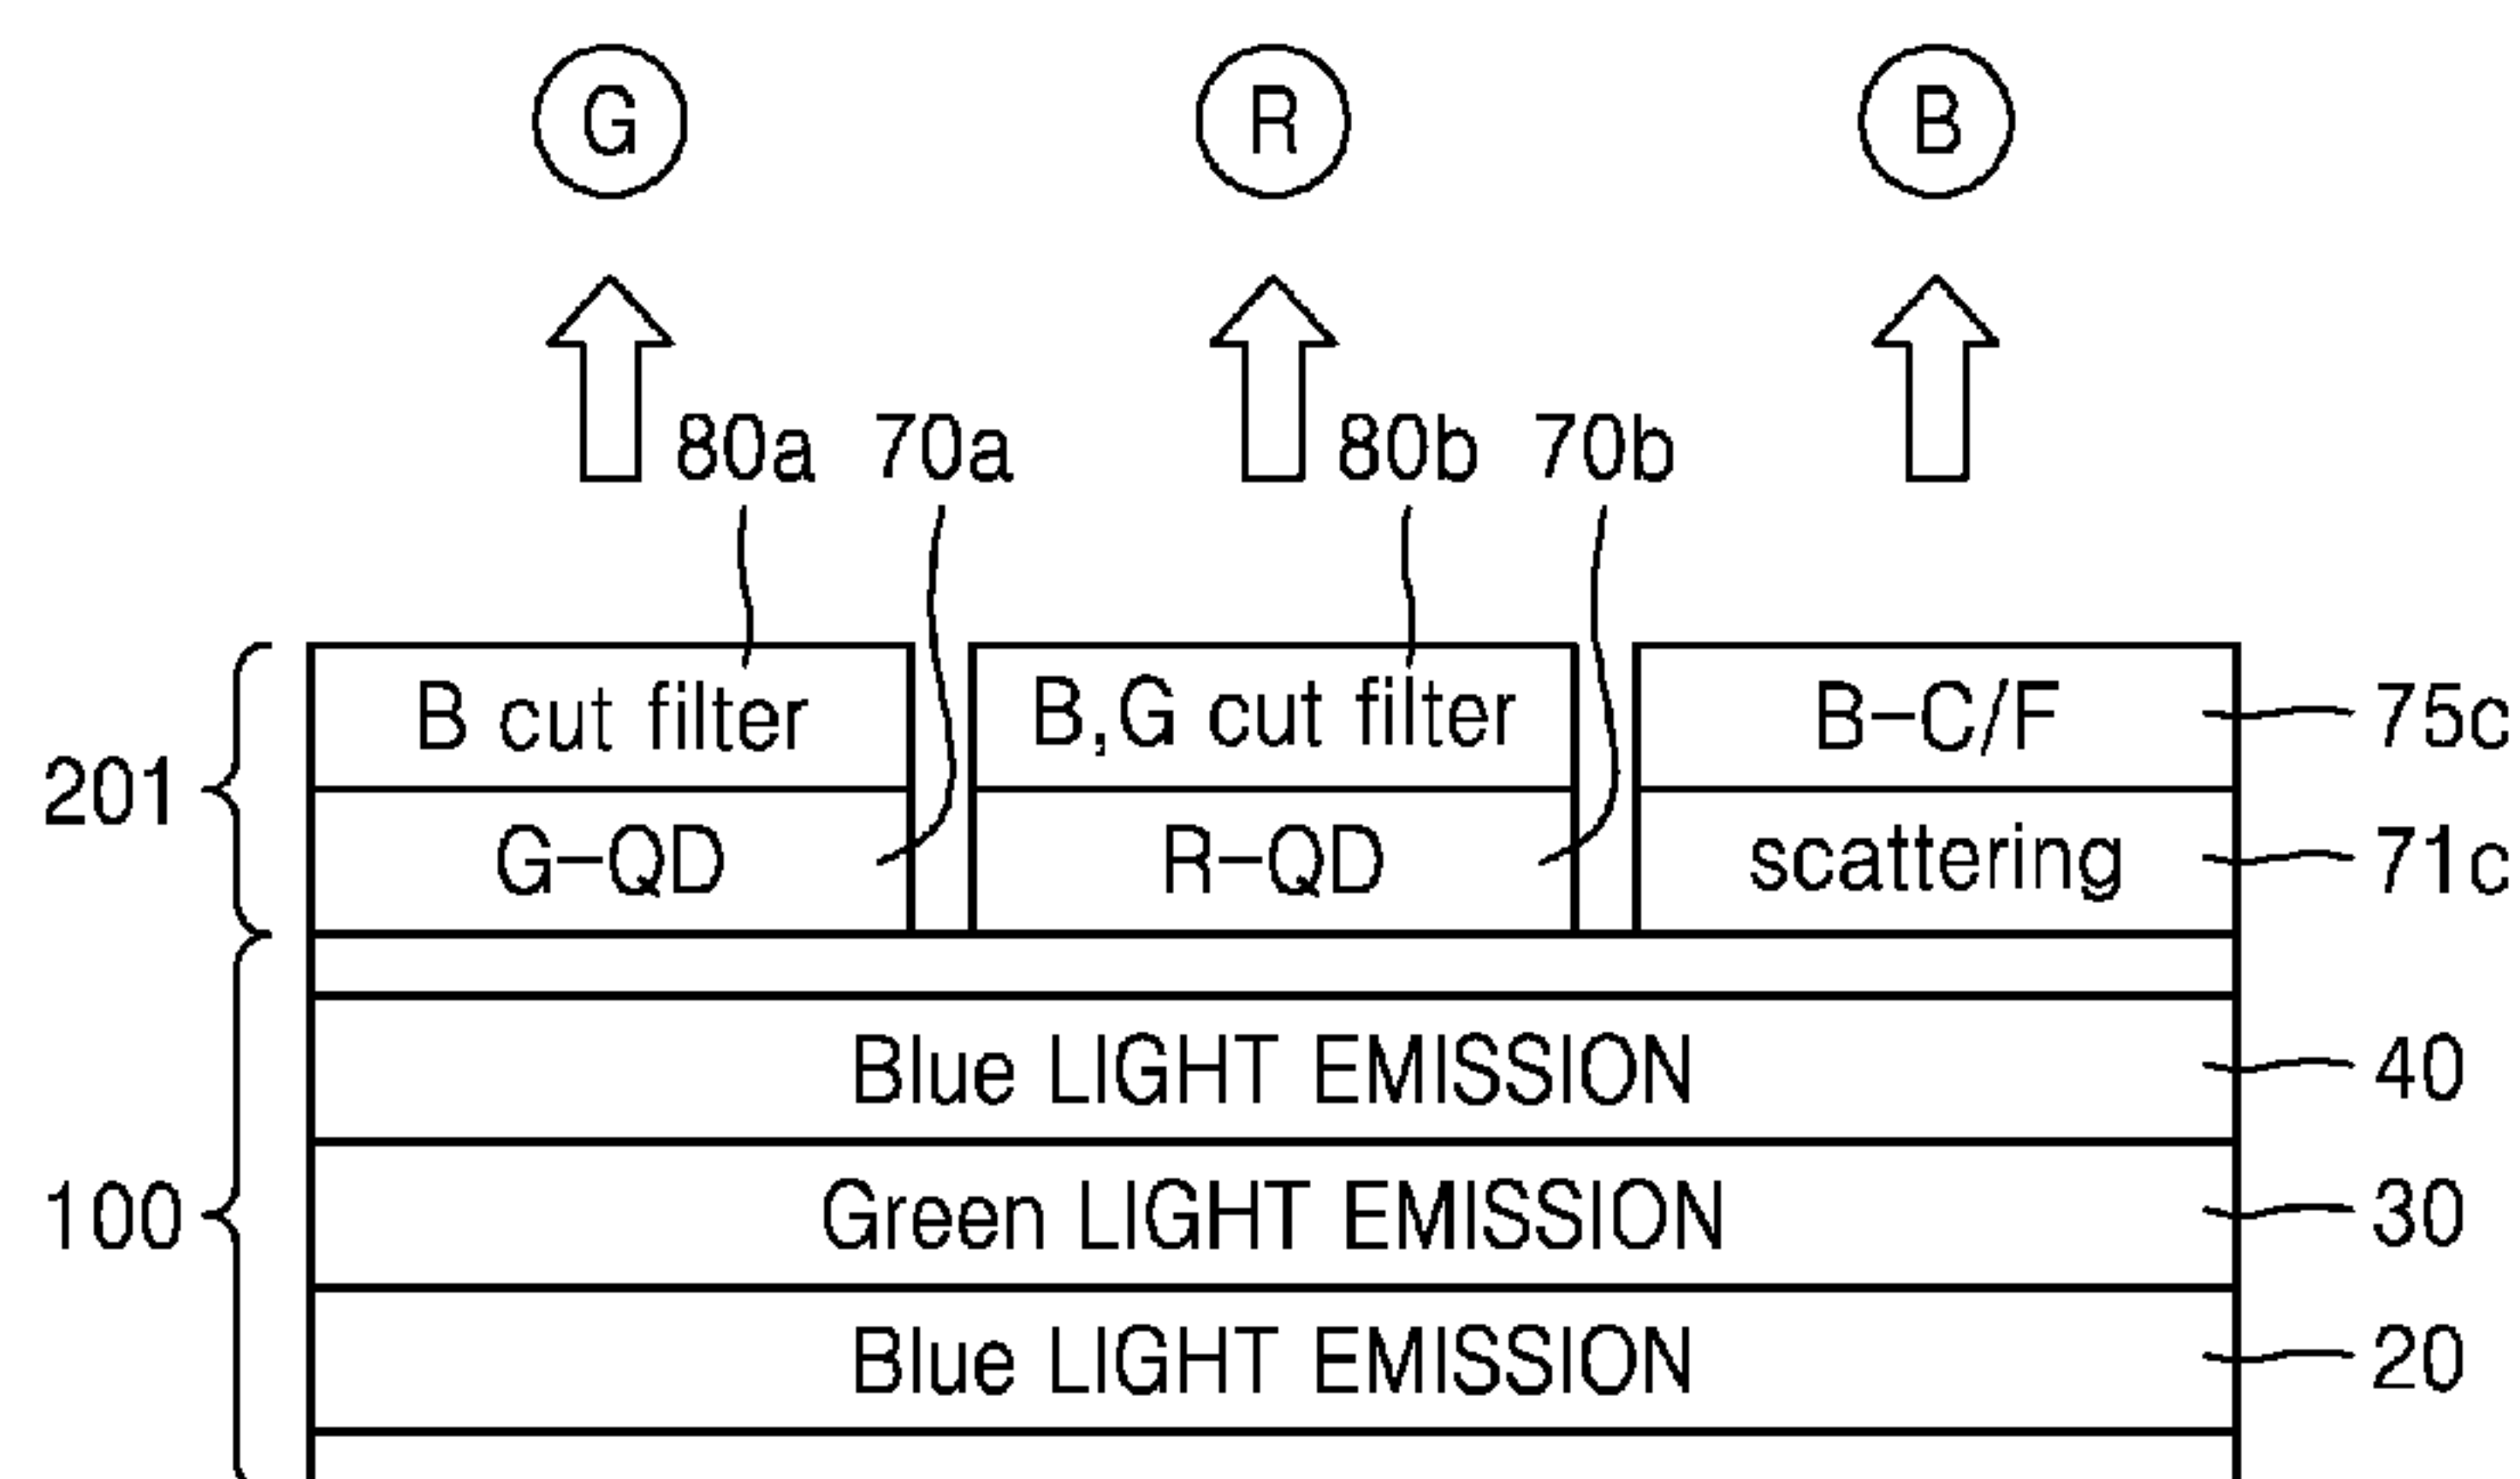 G R B
80a 70a 80b 70b
B cut filter B,G cut filter B-C/F 75c
201
G-QD R-QD scattering 71c
Blue LIGHT EMISSION 40
100 Green LIGHT EMISSION 30
Blue LIGHT EMISSION 20